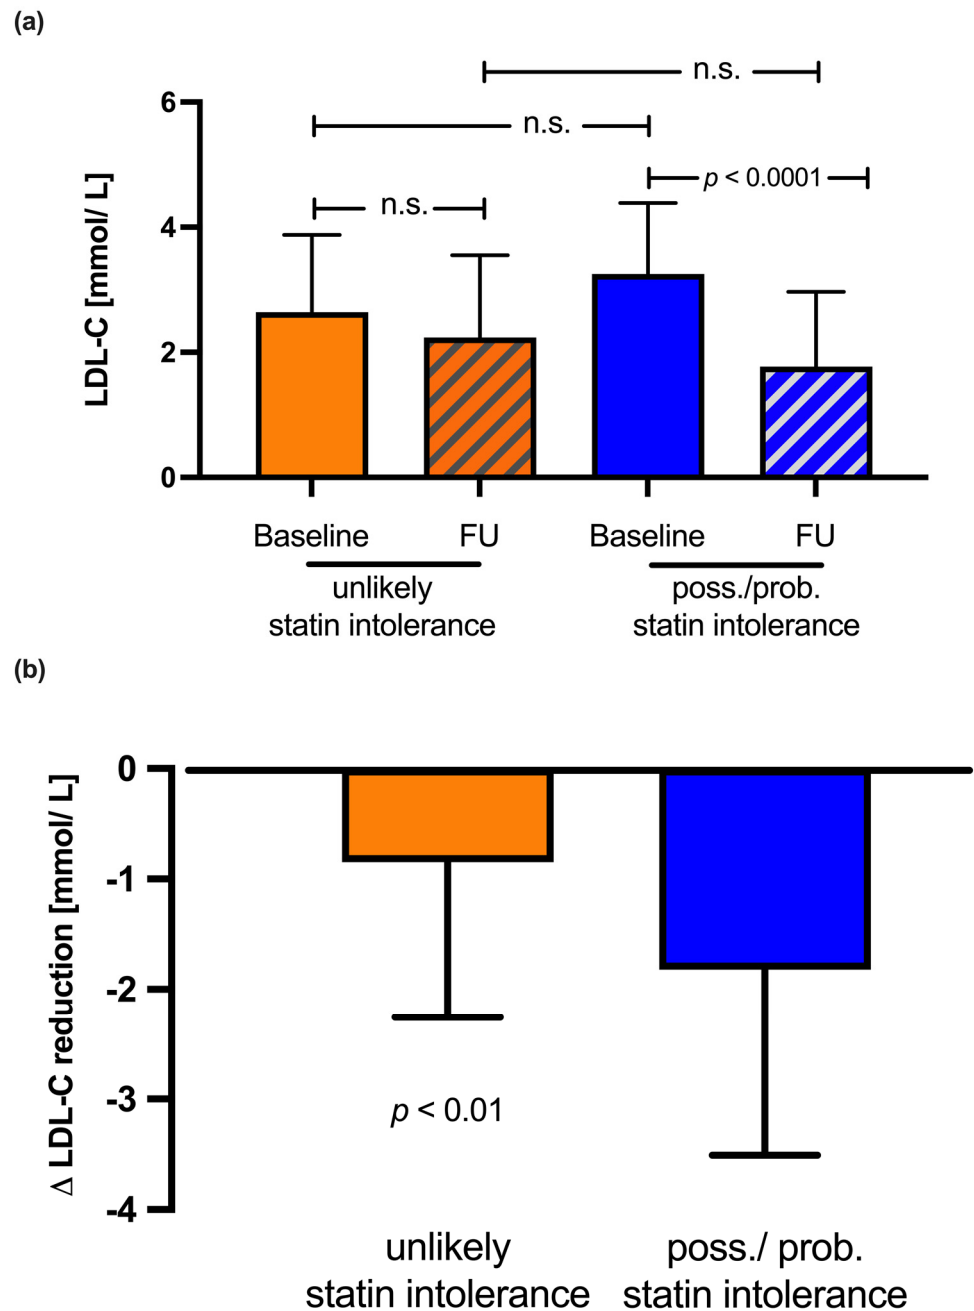 (a)
n.s.
n.s.
p < 0.0001
n.s.
6
4
2
0
LDL-C [mmol/ L]
Baseline FU Baseline FU
unlikely
statin intolerance
poss./prob.
statin intolerance
(b)
0
-1
-2
-3
-4
Δ LDL-C reduction [mmol/ L]
p < 0.01
unlikely
statin intolerance
poss./ prob.
statin intolerance